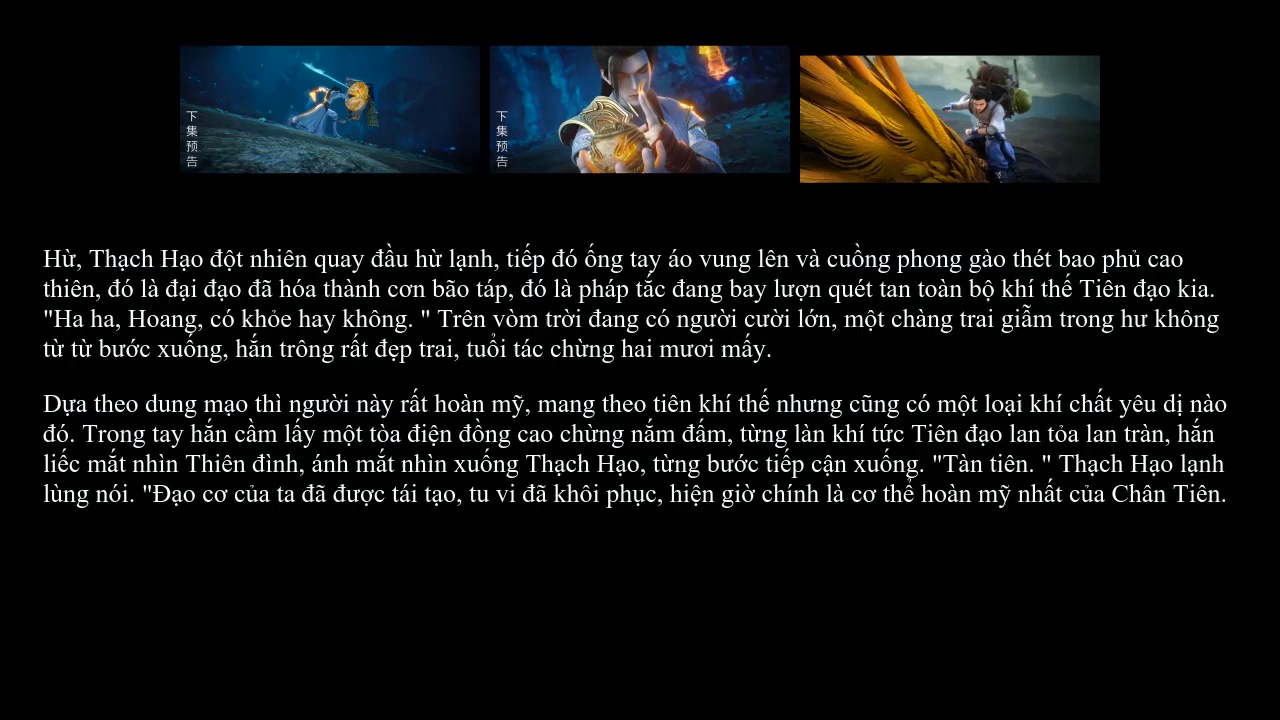 下集预告
下集预告
Hừ, Thạch Hạo đột nhiên quay đầu hừ lạnh, tiếp đó ống tay áo vung lên và cuồng phong gào thét bao phủ cao
thiên, đó là đại đạo đã hóa thành cơn bão táp, đó là pháp tắc đang bay lượn quét tan toàn bộ khí thế Tiên đạo kia.
"Ha ha, Hoang, có khỏe hay không. " Trên vòm trời đang có người cười lớn, một chàng trai giẫm trong hư không
từ từ bước xuống, hắn trông rất đẹp trai, tuổi tác chừng hai mươi mấy.
Dựa theo dung mạo thì người này rất hoàn mỹ, mang theo tiên khí thế nhưng cũng có một loại khí chất yêu dị nào
đó. Trong tay hắn cầm lấy một tòa điện đồng cao chừng nắm đấm, từng làn khí tức Tiên đạo lan tỏa lan tràn, hắn
liếc mắt nhìn Thiên đình, ánh mắt nhìn xuống Thạch Hạo, từng bước tiếp cận xuống. "Tàn tiên. " Thạch Hạo lạnh
lùng nói. "Đạo cơ của ta đã được tái tạo, tu vi đã khôi phục, hiện giờ chính là cơ thể hoàn mỹ nhất của Chân Tiên.